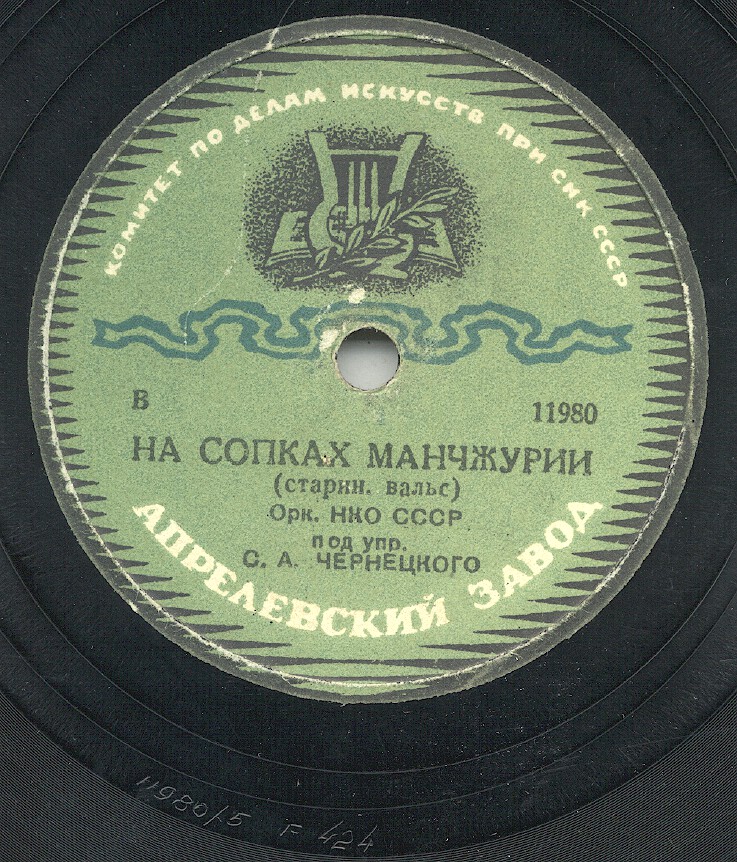 КОМИТЕТ ПО ДЕЛАМ ИСКУССТВ ПРИ СНК СССР
В 11980
НА СОПКАХ МАНЧЖУРИИ
(старин. вальс)
Орк. НКО СССР
под упр.
С. А. ЧЕРНЕЦКОГО
АПРЕЛЕВСКИЙ ЗАВОД
11980/5 F 424